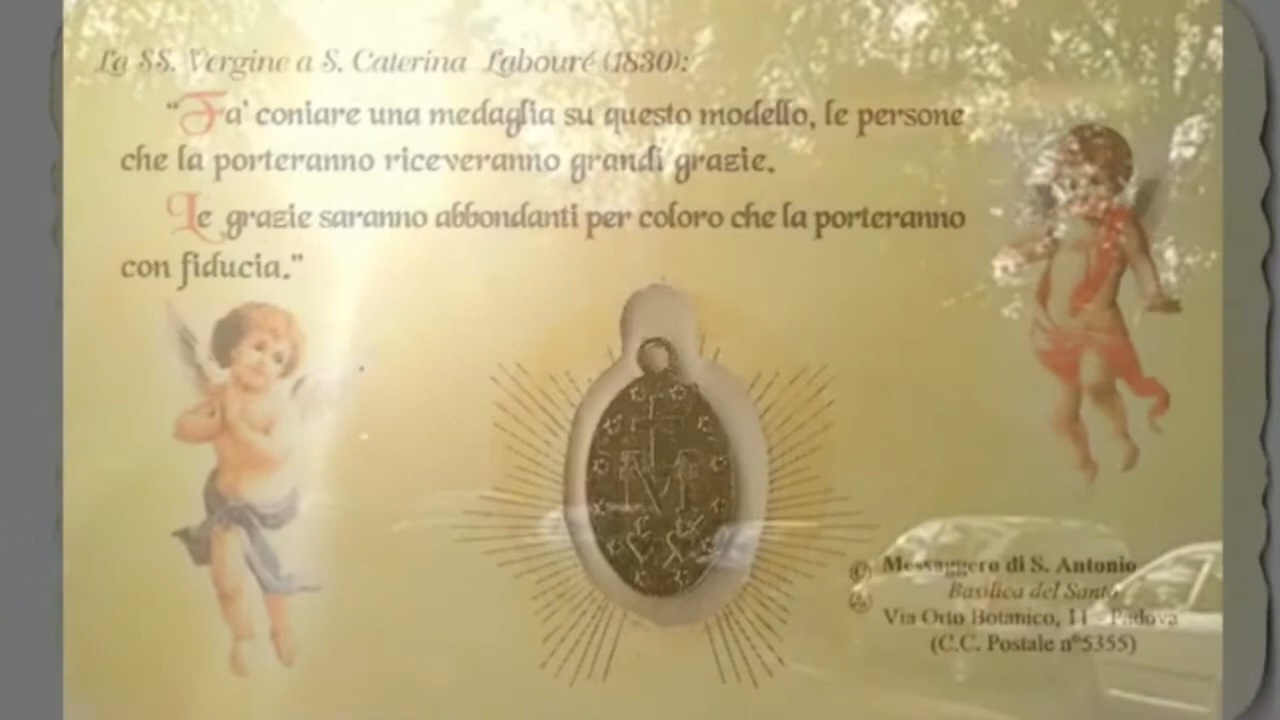 La SS. Vergine a S. Caterina Labouré (1830):
“Fa' coniare una medaglia su questo modello, le persone
che la porteranno riceveranno grandi grazie.
Le grazie saranno abbondanti per coloro che la porteranno
con fiducia.”
M
© Messaggero di S. Antonio
Basilica del Santo
Via Orto Botanico, 11 - Padova
(C.C. Postale n°5355)